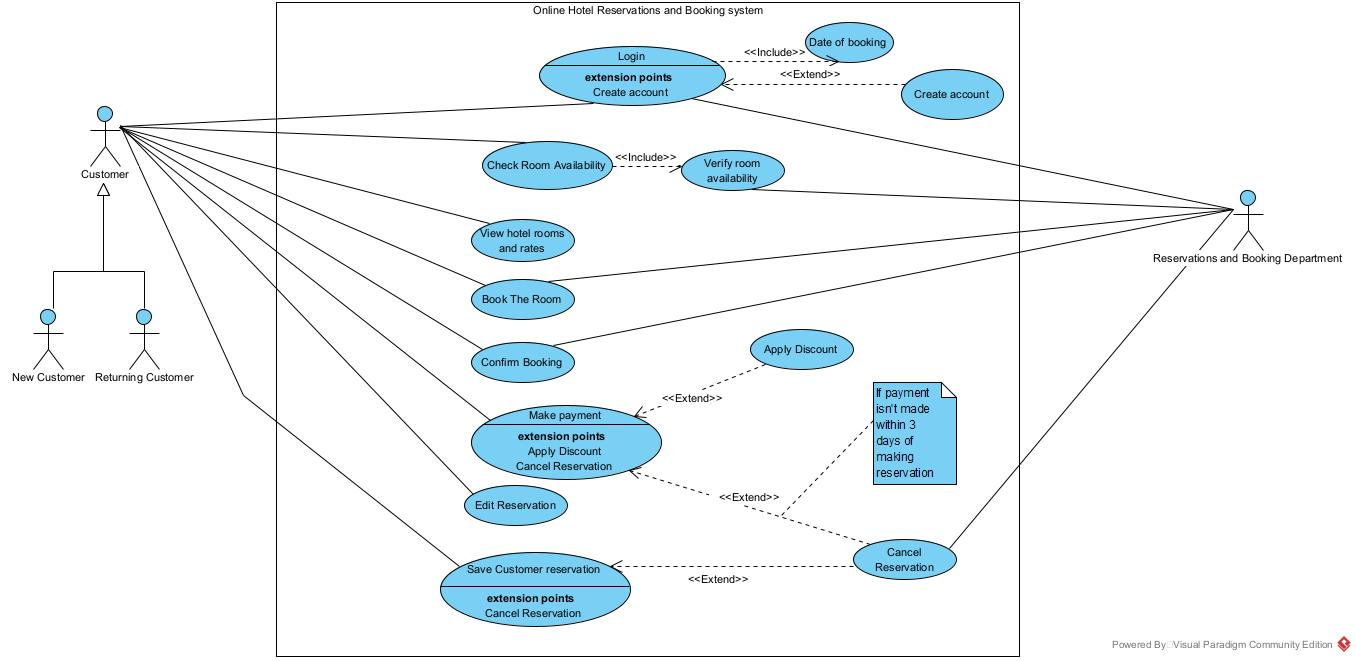 Online Hotel Reservations and Booking system
Date of booking
<<Include>>
Login
extension points
Create account
<<Extend>>
Create account
Customer
Check Room Availability
<<Include>>
Verify room
availability
View hotel rooms
and rates
Reservations and Booking Department
Book The Room
New Customer
Returning Customer
Confirm Booking
Apply Discount
<<Extend>>
If payment
isn't made
within 3
days of
making
reservation
Make payment
extension points
Apply Discount
Cancel Reservation
<<Extend>>
Edit Reservation
Cancel
Reservation
Save Customer reservation
extension points
Cancel Reservation
<<Extend>>
Powered By Visual Paradigm Community Edition